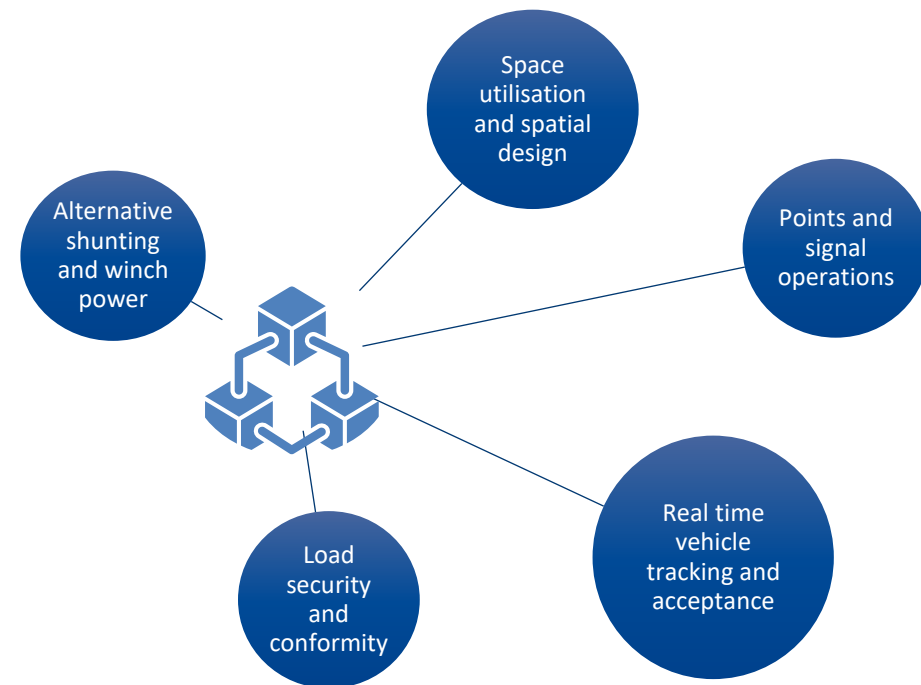 Space
utilisation
and spatial
design
Alternative
shunting
and winch
power
Points and
signal
operations
Real time
vehicle
tracking and
acceptance
Load
security
and
conformity